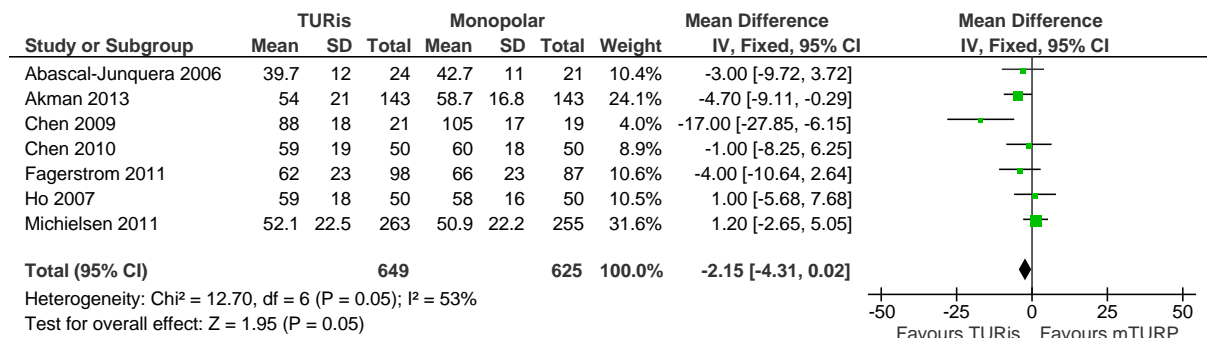 TURis Monopolar Mean Difference Mean Difference
Study or Subgroup Mean SD Total Mean SD Total Weight IV, Fixed, 95% CI IV, Fixed, 95% CI
Abascal-Junquera 2006 39.7 12 24 42.7 11 21 10.4% -3.00 [-9.72, 3.72]
Akman 2013 54 21 143 58.7 16.8 143 24.1% -4.70 [-9.11, -0.29]
Chen 2009 88 18 21 105 17 19 4.0% -17.00 [-27.85, -6.15]
Chen 2010 59 19 50 60 18 50 8.9% -1.00 [-8.25, 6.25]
Fagerstrom 2011 62 23 98 66 23 87 10.6% -4.00 [-10.64, 2.64]
Ho 2007 59 18 50 58 16 50 10.5% 1.00 [-5.68, 7.68]
Michielsen 2011 52.1 22.5 263 50.9 22.2 255 31.6% 1.20 [-2.65, 5.05]
Total (95% CI) 649 625 100.0% -2.15 [-4.31, 0.02]
Heterogeneity: Chi² = 12.70, df = 6 (P = 0.05); I² = 53%
Test for overall effect: Z = 1.95 (P = 0.05)
-50 -25 0 25 50
Favours TURis Favours mTURP